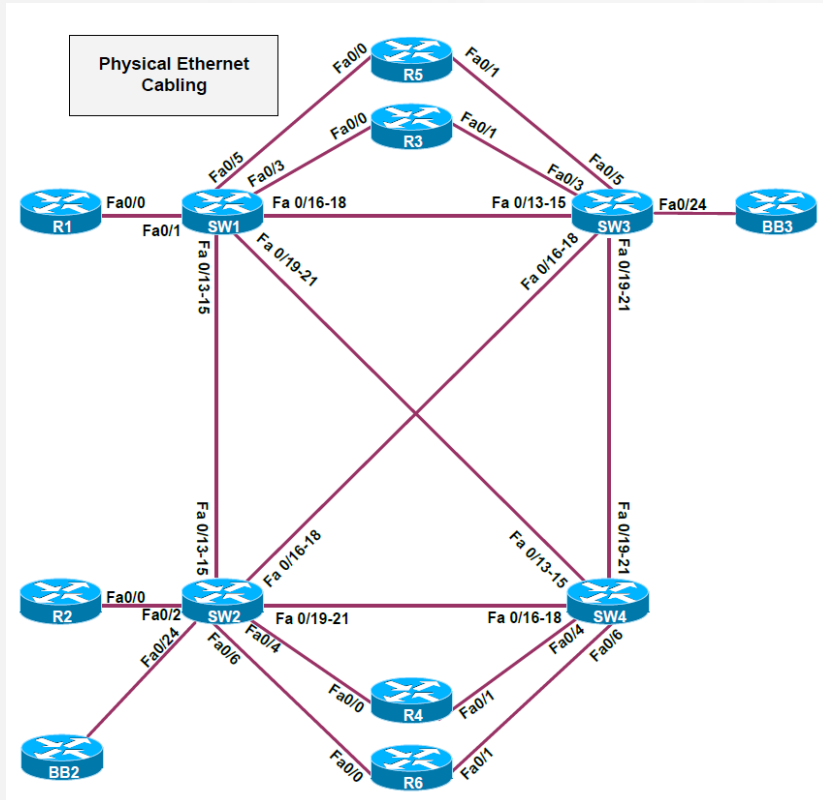 Physical Ethernet
Cabling
Fa0/0
R5
Fa0/1
Fa0/0
R3
Fa0/1
Fa0/5
Fa0/3
Fa0/5
Fa0/3
R1
Fa0/0
Fa0/1
SW1
Fa 0/16-18
Fa 0/13-15
SW3
Fa0/24
BB3
Fa 0/13-15
Fa 0/19-21
Fa 0/16-18
Fa 0/19-21
Fa 0/13-15
Fa 0/16-18
Fa 0/13-15
Fa 0/19-21
R2
Fa0/0
Fa0/2
SW2
Fa 0/19-21
Fa 0/16-18
SW4
Fa0/24
Fa0/6
Fa0/4
Fa0/4
Fa0/6
Fa0/0
R4
Fa0/1
BB2
Fa0/0
R6
Fa0/1